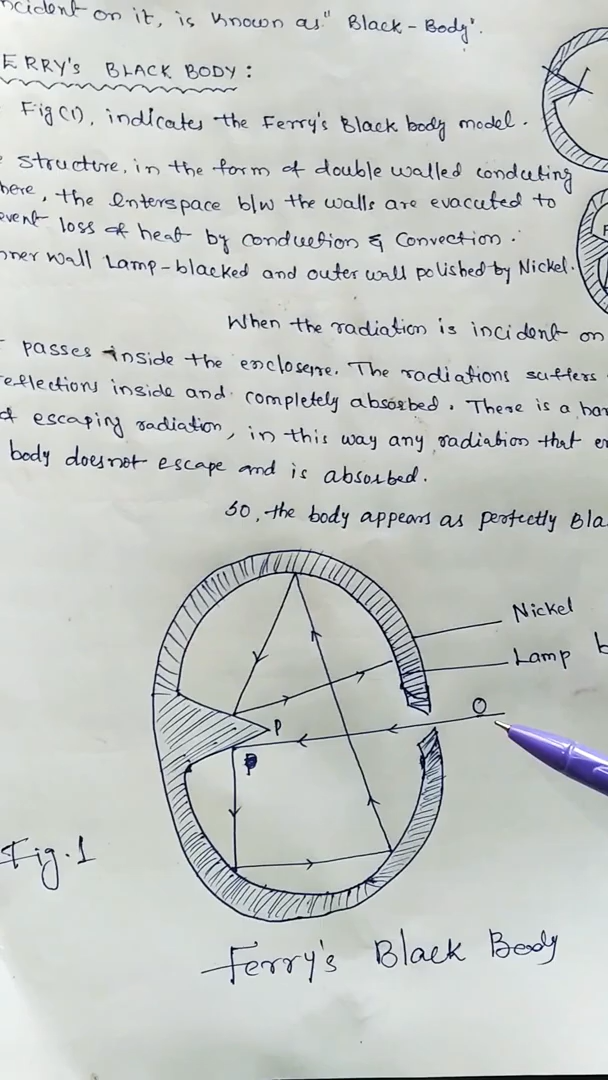 ncident on it, is known as" Black-Body".
ERRY'S BLACK BODY:
Fig(1), indicates the Ferry's Black body model.
e structure, in the form of double walled conducting
here, the Enterspace b/w the walls are evacuted to
event loss of heat by conduction & Convection.
nner wall Lamp-blacked and outer wall polished by Nickel.
When the radiation is incident on
passes inside the
The radiations suffers
eflections inside and completely absorbed. There is a
of escaping radiation, in this way any radiation that en
body doesnot escape and is absorbed.
so, the body appears as perfectly Bla
Nickel
Lamp b
O
P
P
Fig.1
Ferry's Black Body